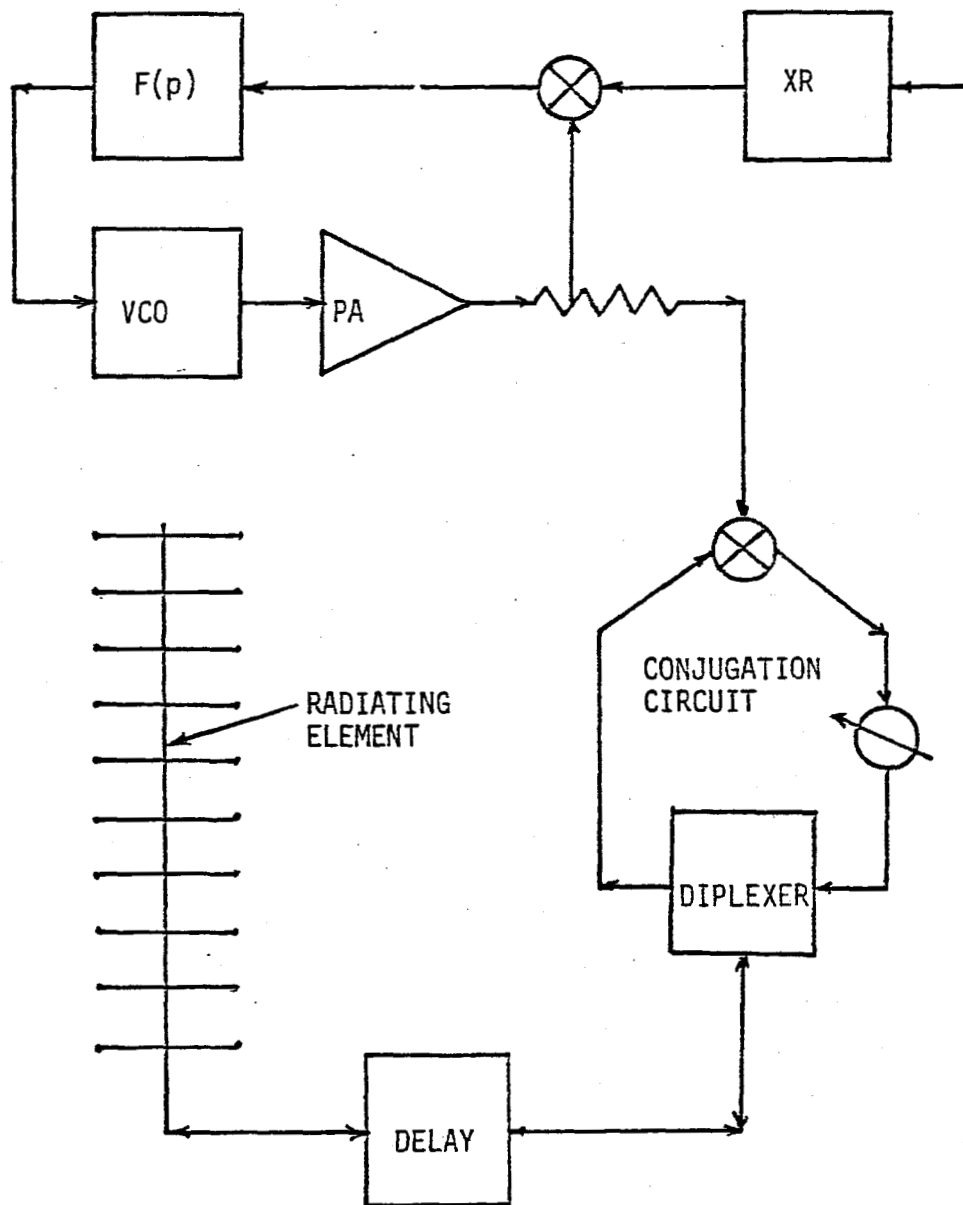 F(p)
XR
VCO
PA
RADIATING
ELEMENT
CONJUGATION
CIRCUIT
DIPLEXER
DELAY